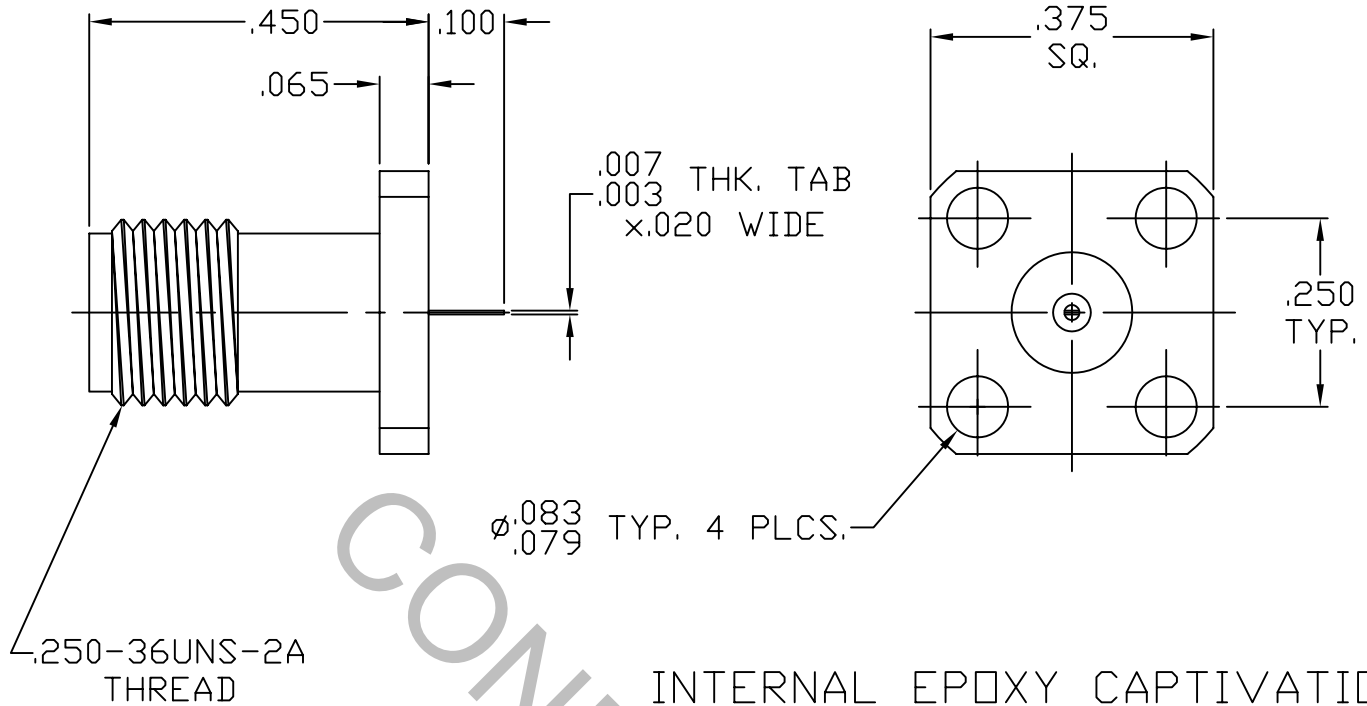 .450
.100
.065
.375
SQ.
.007
.003
THK. TAB
x.020 WIDE
.250
TYP.
⌀.083
.079
TYP. 4 PLCS.
.250-36UNS-2A
THREAD
INTERNAL EPOXY